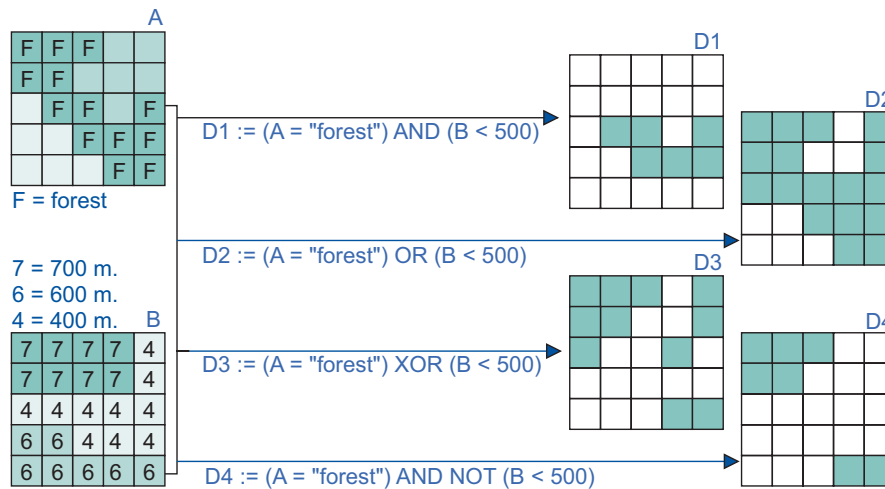 A
F F F
F F
F F F
F F F
F F
F = forest
7 = 700 m.
6 = 600 m.
4 = 400 m.
B
7 7 7 7 4
7 7 7 7 4
4 4 4 4 4
6 6 4 4 4
6 6 6 6 6
D1
D1 := (A = "forest") AND (B < 500)
D2
D2 := (A = "forest") OR (B < 500)
D3
D3 := (A = "forest") XOR (B < 500)
D4
D4 := (A = "forest") AND NOT (B < 500)